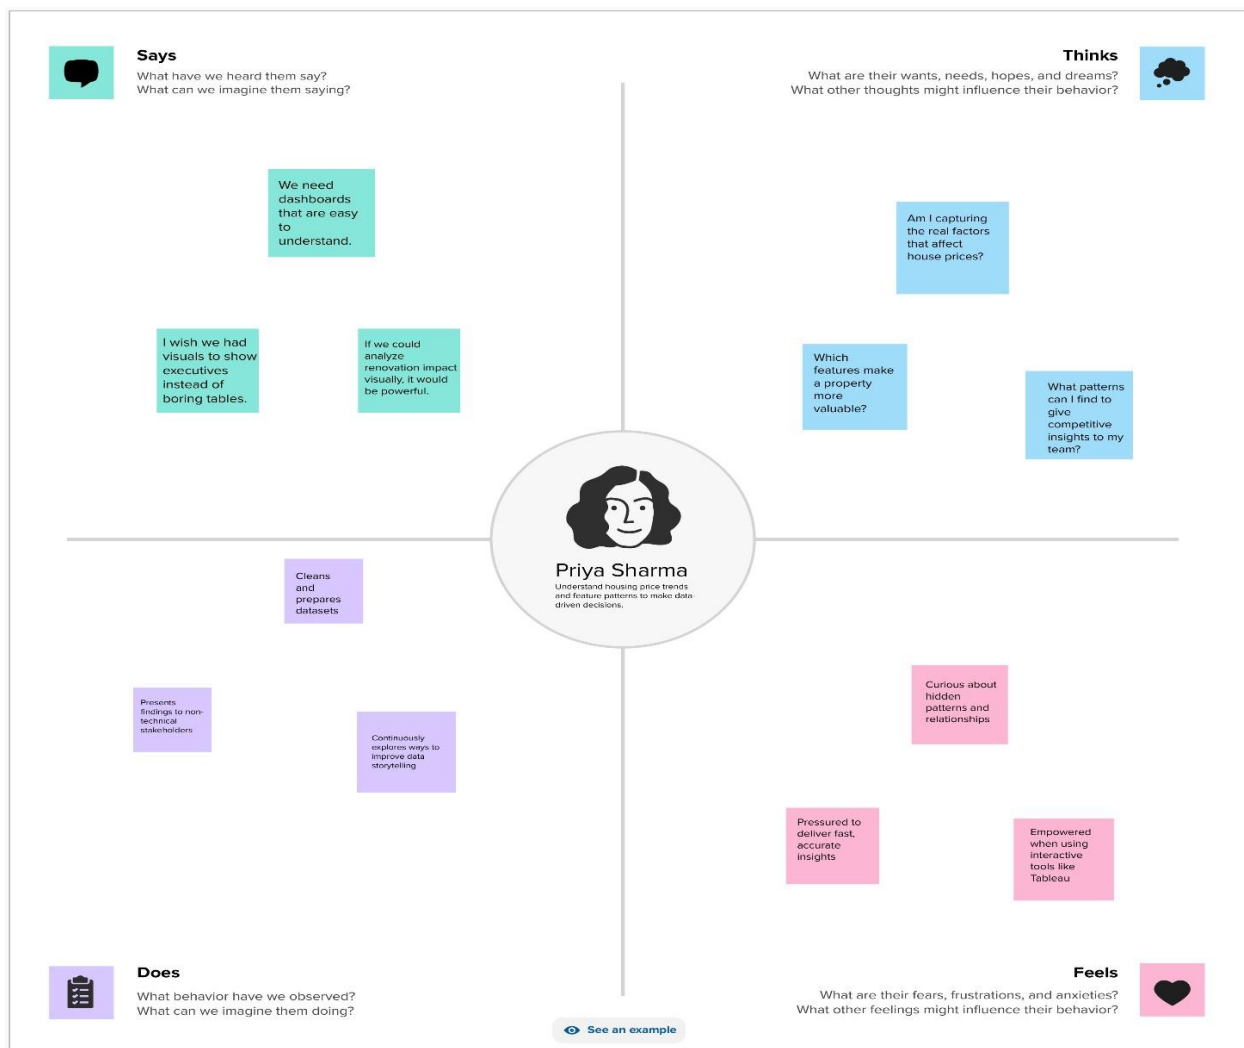 Says
What have we heard them say?
What can we imagine them saying?
Thinks
What are their wants, needs, hopes, and dreams?
What other thoughts might influence their behavior?
We need
dashboards
that are easy
to
understand.
I wish we had
visuals to show
executives
instead of
boring tables.
If we could
analyze
renovation impact
visually, it would
be powerful.
Am I capturing
the real factors
that affect
house prices?
Which
features make
a property
more
valuable?
What patterns
can I find to
give
competitive
insights to my
team?
Priya Sharma
Understand housing price trends
and feature patterns to make data-
driven decisions.
Cleans
and
prepares
datasets
Presents
findings to non-
technical
stakeholders
Continuously
explores ways to
improve data
storytelling
Curious about
hidden
patterns and
relationships
Pressured to
deliver fast,
accurate
insights
Empowered
when using
interactive
tools like
Tableau
Does
What behavior have we observed?
What can we imagine them doing?
Feels
What are their fears, frustrations, and anxieties?
What other feelings might influence their behavior?
See an example